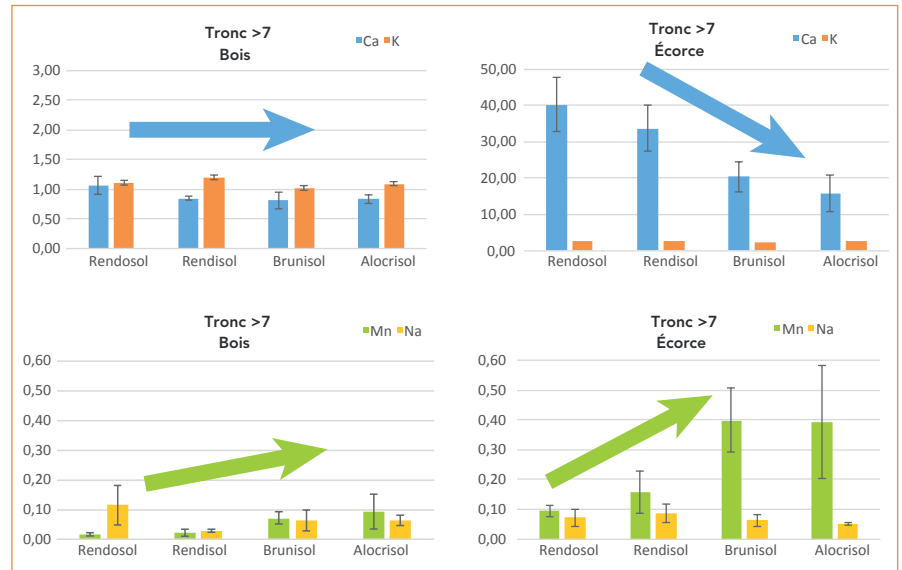 Tronc >7
Bois
Ca K
3,00
2,50
2,00
1,50
1,00
0,50
0,00
Rendosol Rendisol Brunisol Alocrisol
Tronc >7
Écorce
Ca K
50,00
40,00
30,00
20,00
10,00
0,00
Rendosol Rendisol Brunisol Alocrisol
Tronc >7
Bois
Mn Na
0,60
0,50
0,40
0,30
0,20
0,10
0,00
Rendosol Rendisol Brunisol Alocrisol
Tronc >7
Écorce
Mn Na
0,60
0,50
0,40
0,30
0,20
0,10
0,00
Rendosol Rendisol Brunisol Alocrisol